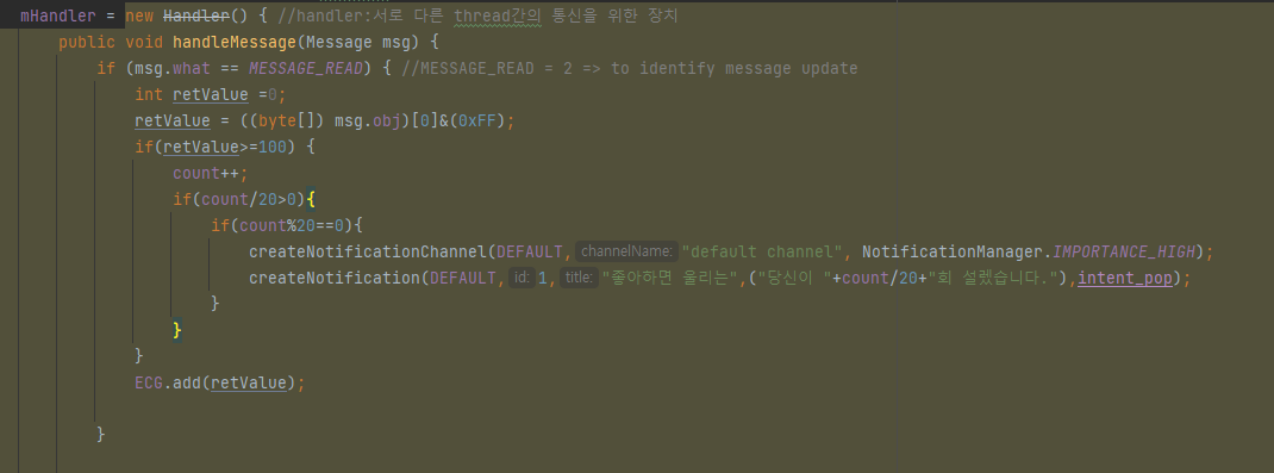 mHandler = new Handler() { //handler:서로 다른 thread간의 통신을 위한 장치
public void handleMessage(Message msg) {
if (msg.what == MESSAGE_READ) { //MESSAGE_READ = 2 => to identify message update
int retValue =0;
retValue = ((byte[]) msg.obj)[0]&(0xFF);
if(retValue>=100) {
count++;
if(count/20>0){
if(count%20==0){
createNotificationChannel(DEFAULT, channelName: "default channel", NotificationManager.IMPORTANCE_HIGH);
createNotification(DEFAULT, id: 1, title: "좋아하면 울리는",("당신이 "+count/20+"회 설렜습니다."),intent_pop);
}
}
}
ECG.add(retValue);
}